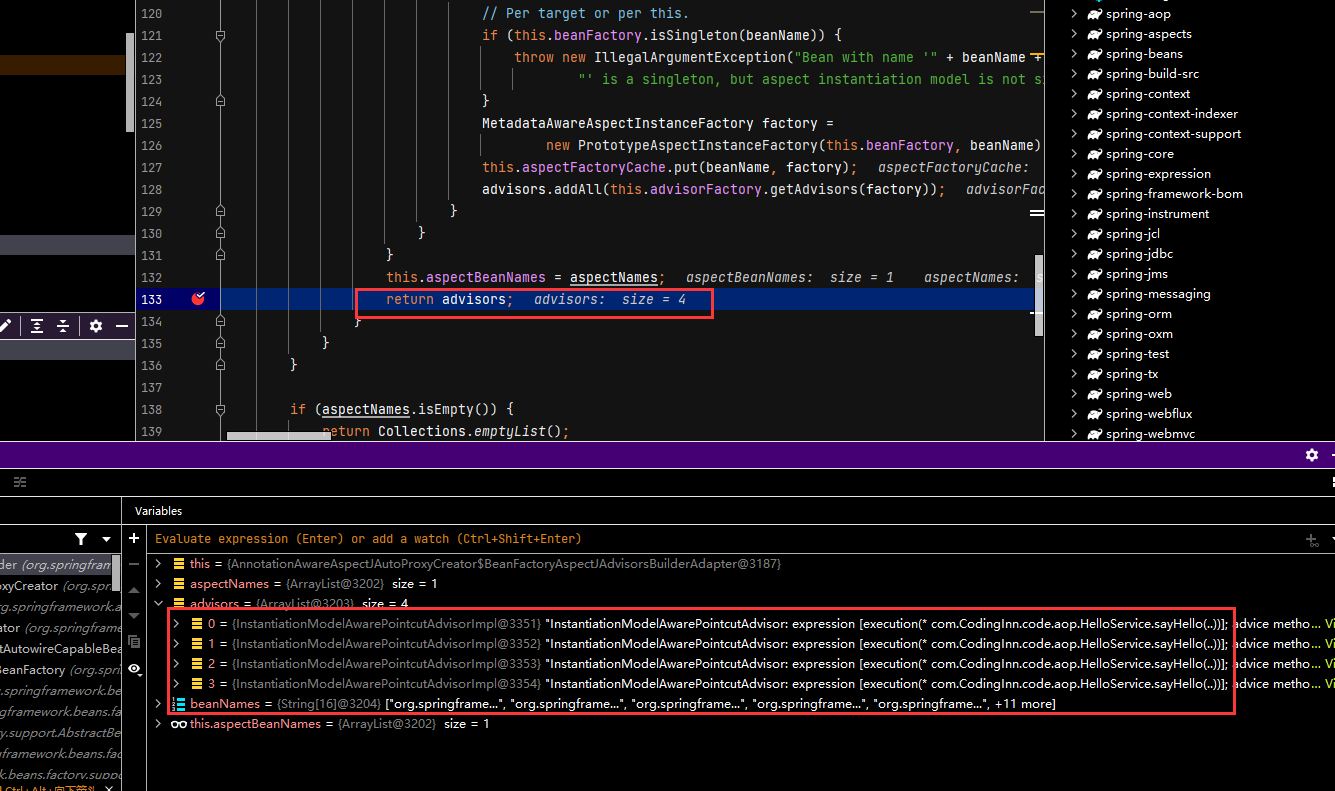 120 // Per target or per this.
121 if (this.beanFactory.isSingleton(beanName)) {
122 throw new IllegalArgumentException("Bean with name '" + beanName +
123 "' is a singleton, but aspect instantiation model is not si
124 }
125 MetadataAwareAspectInstanceFactory factory =
126 new PrototypeAspectInstanceFactory(this.beanFactory, beanName)
127 this.aspectFactoryCache.put(beanName, factory); aspectFactoryCache:
128 advisors.addAll(this.advisorFactory.getAdvisors(factory)); advisorFac
129 }
130 }
131 }
132 this.aspectBeanNames = aspectNames; aspectBeanNames: size = 1 aspectNames: s
133 return advisors; advisors: size = 4
134 }
135 }
136 }
137
138 if (aspectNames.isEmpty()) {
139 return Collections.emptyList();
spring-aop
spring-aspects
spring-beans
spring-build-src
spring-context
spring-context-indexer
spring-context-support
spring-core
spring-expression
spring-framework-bom
spring-instrument
spring-jcl
spring-jdbc
spring-jms
spring-messaging
spring-orm
spring-oxm
spring-test
spring-tx
spring-web
spring-webflux
spring-webmvc
Variables
Evaluate expression (Enter) or add a watch (Ctrl+Shift+Enter)
this = {AnnotationAwareAspectJAutoProxyCreator$BeanFactoryAspectJAdvisorsBuilderAdapter@3187}
aspectNames = {ArrayList@3202} size = 1
advisors = {ArrayList@3203} size = 4
0 = {InstantiationModelAwarePointcutAdvisorImpl@3351} "InstantiationModelAwarePointcutAdvisor: expression [execution(* com.CodingInn.code.aop.HelloService.sayHello(..))]; advice metho... Vi
1 = {InstantiationModelAwarePointcutAdvisorImpl@3352} "InstantiationModelAwarePointcutAdvisor: expression [execution(* com.CodingInn.code.aop.HelloService.sayHello(..))]; advice metho... Vi
2 = {InstantiationModelAwarePointcutAdvisorImpl@3353} "InstantiationModelAwarePointcutAdvisor: expression [execution(* com.CodingInn.code.aop.HelloService.sayHello(..))]; advice metho... Vi
3 = {InstantiationModelAwarePointcutAdvisorImpl@3354} "InstantiationModelAwarePointcutAdvisor: expression [execution(* com.CodingInn.code.aop.HelloService.sayHello(..))]; advice metho... Vi
beanNames = {String[16]@3204} ["org.springframe...", "org.springframe...", "org.springframe...", "org.springframe...", "org.springframe...", +11 more]
this.aspectBeanNames = {ArrayList@3202} size = 1
der (org.springfram
oxyCreator (org.spr
rg.springframework.a
ator (org.springframe
tAutowireCapableBea
BeanFactory (org.spri
g.springframework.be
springframework.beans.f
y.support.AbstractBe
ngframework.beans.fac
k.beans.factory.suppo
Ctrl+Alt+向下箭头